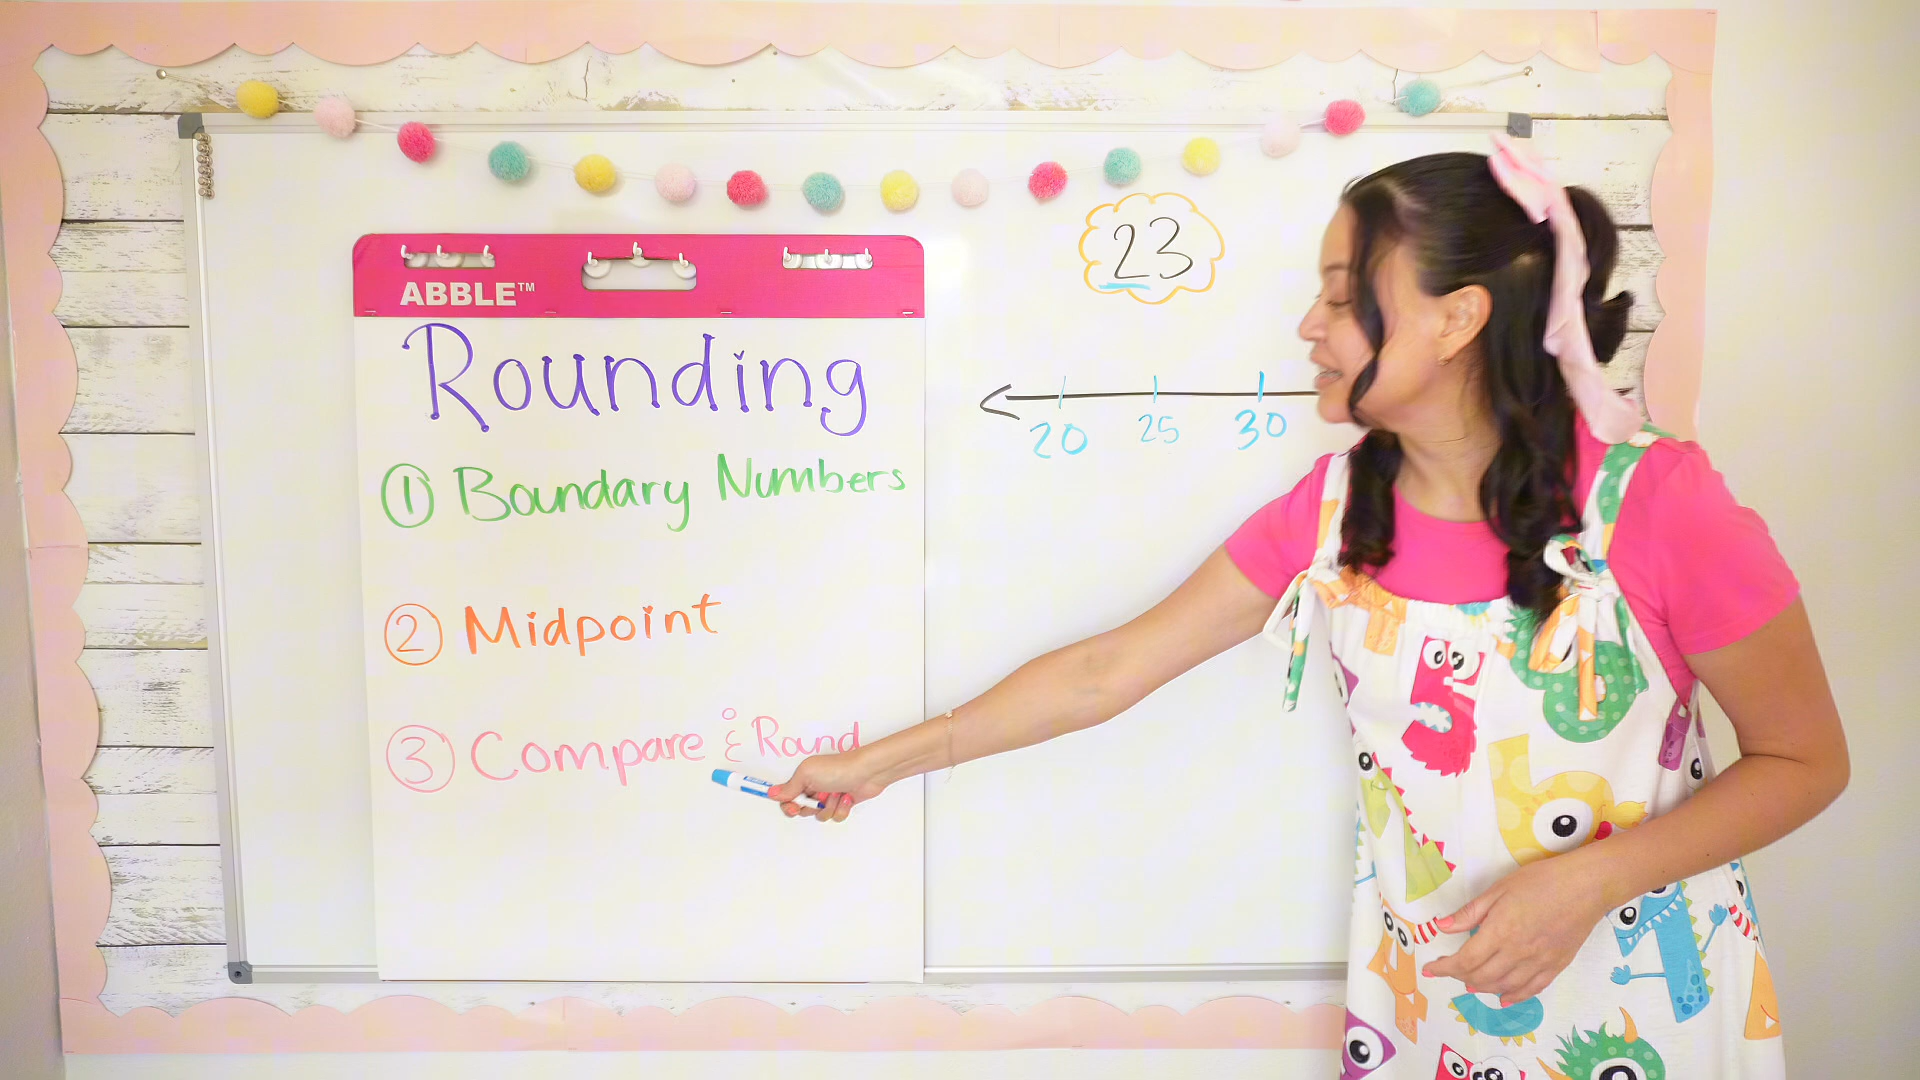 ABBLE™
Rounding
① Boundary Numbers
② Midpoint
③ Compare & Round
23
20 25 30